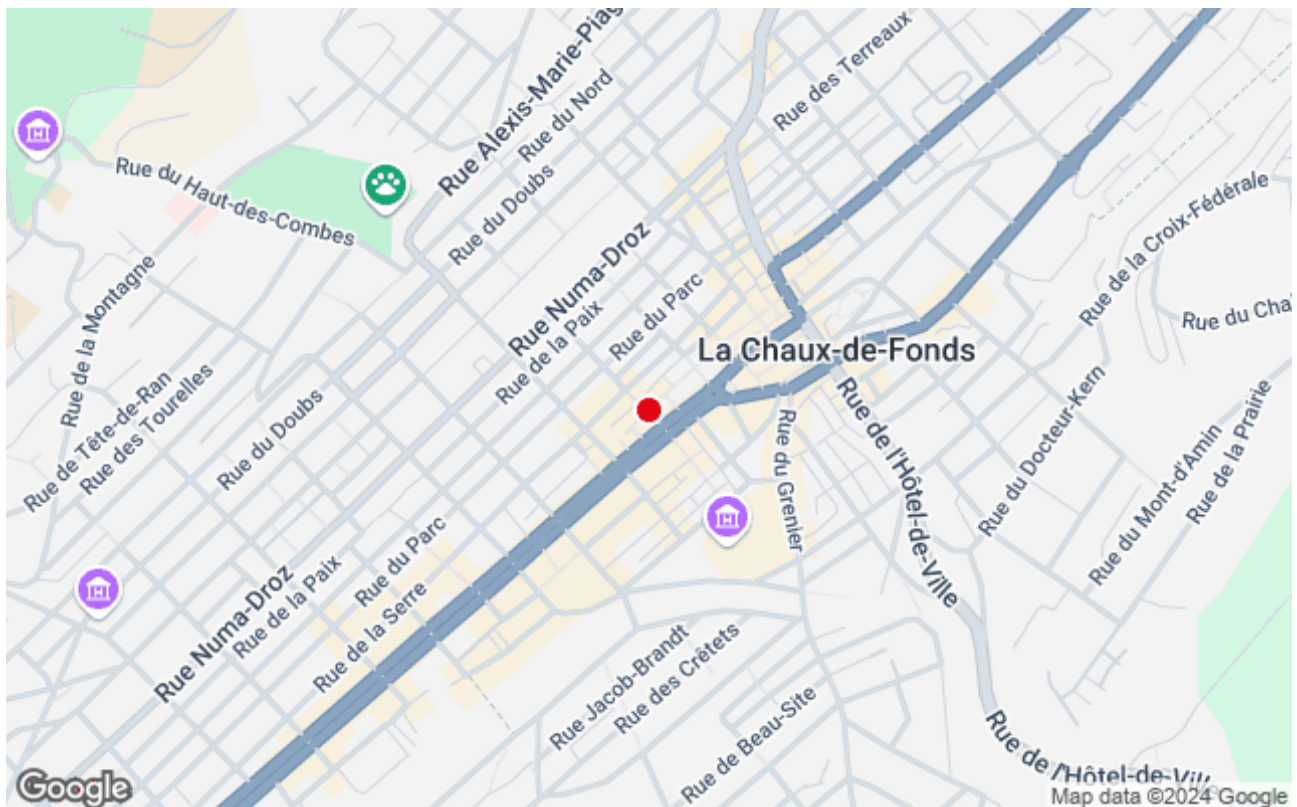 Rue Alexis-Marie-Piag
Rue du Nord
Rue des Terreaux
Rue du Haut-des-Combes
Rue du Doubs
Rue de la Croix-Fédérale
Rue de la Montagne
Rue Numa-Droz
Rue de la Paix
Rue du Parc
Rue du Cha
La Chaux-de-Fonds
Rue de Tête-de-Ran
Rue des Tourelles
Rue du Doubs
Rue du Grenier
Rue de l'Hôtel-de-Ville
Rue du Docteur-Kern
Rue du Mont-d'Amin
Rue de la Prairie
Rue Numa-Droz
Rue de la Paix
Rue du Parc
Rue de la Serre
Rue Jacob-Brandt
Rue des Crêtets
Rue de Beau-Site
Rue de l'Hôtel-de-Ville
Google
Map data ©2024 Google